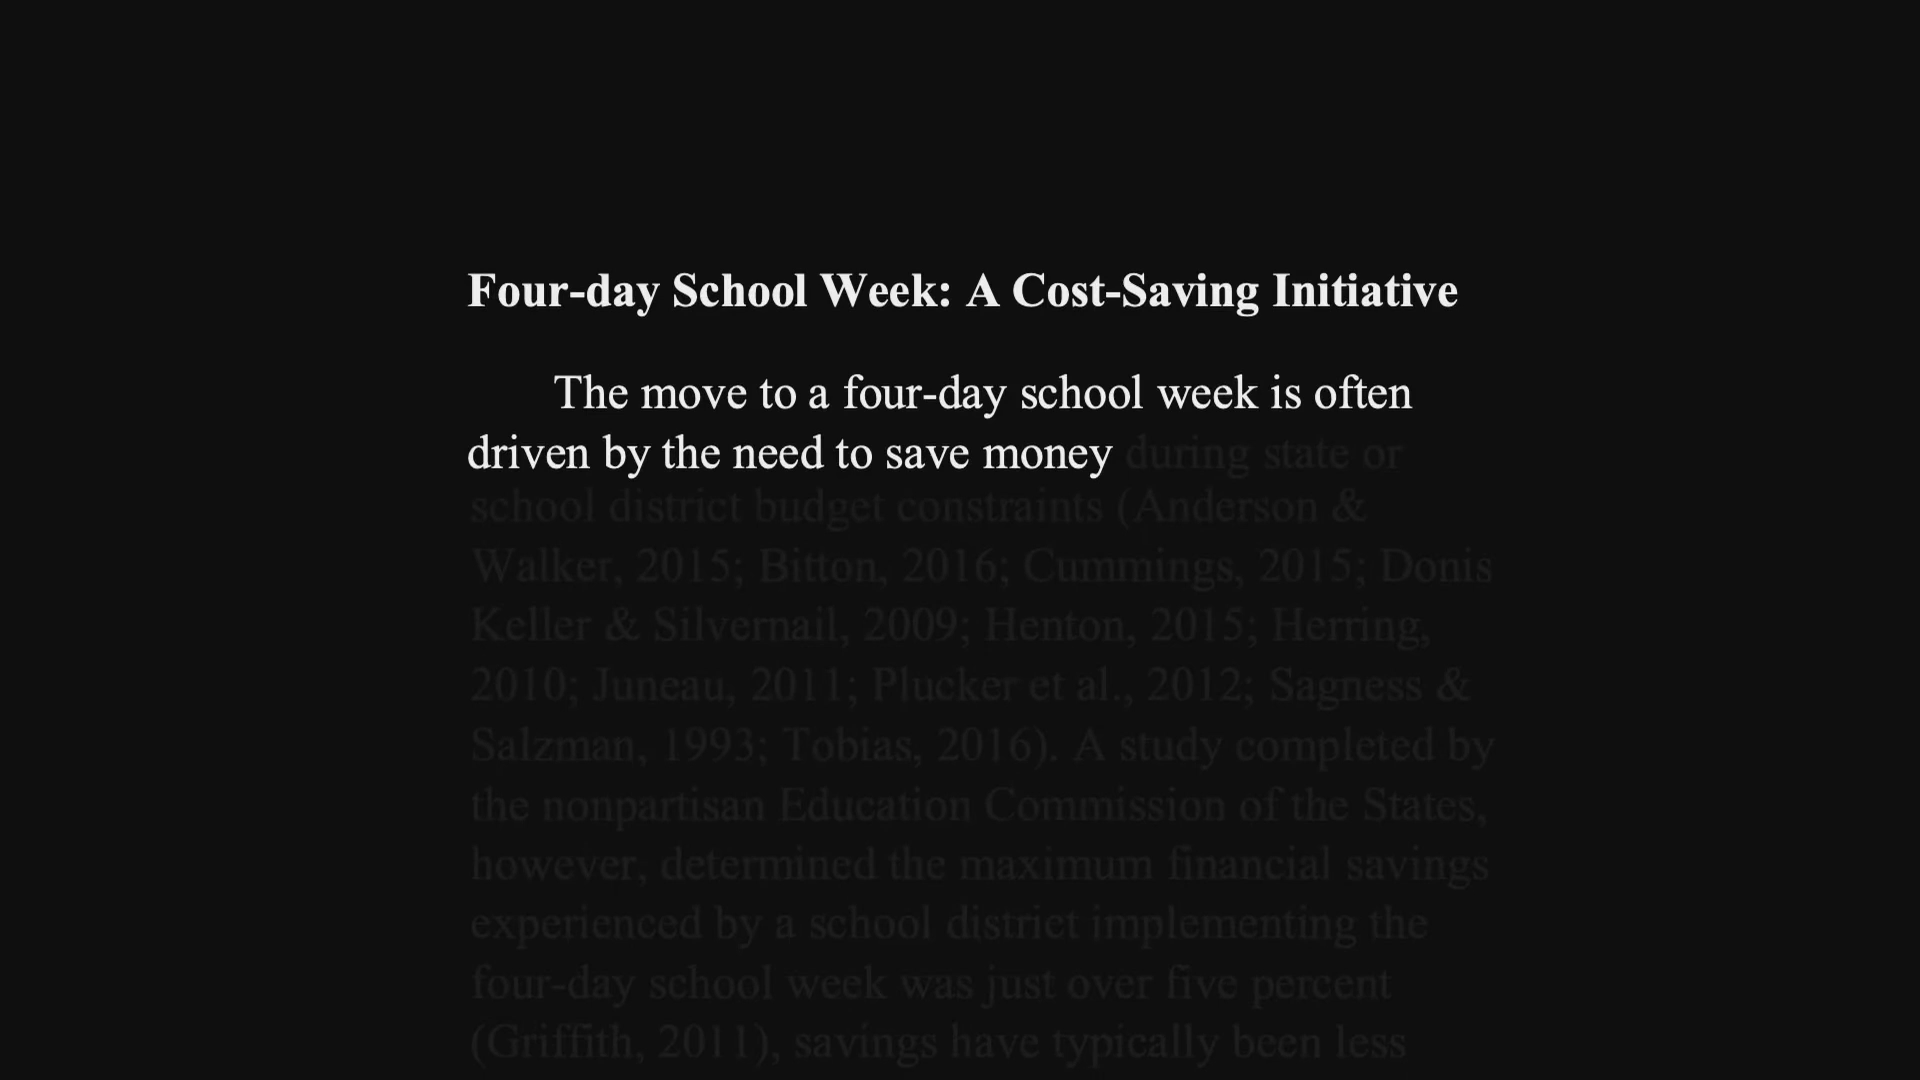 Four-day School Week: A Cost-Saving Initiative
The move to a four-day school week is often
driven by the need to save money during state or
school district budget constraints (Anderson &
Walker, 2015; Bitton, 2016; Cummings, 2015; Donis
Keller & Silvernail, 2009; Henton, 2015; Herring,
2010; Juneau, 2011; Plucker et al., 2012; Sagness &
Salzman, 1993; Tobias, 2016). A study completed by
the nonpartisan Education Commission of the States,
however, determined the maximum financial savings
experienced by a school district implementing the
four-day school week was just over five percent
(Griffith, 2011), savings have typically been less